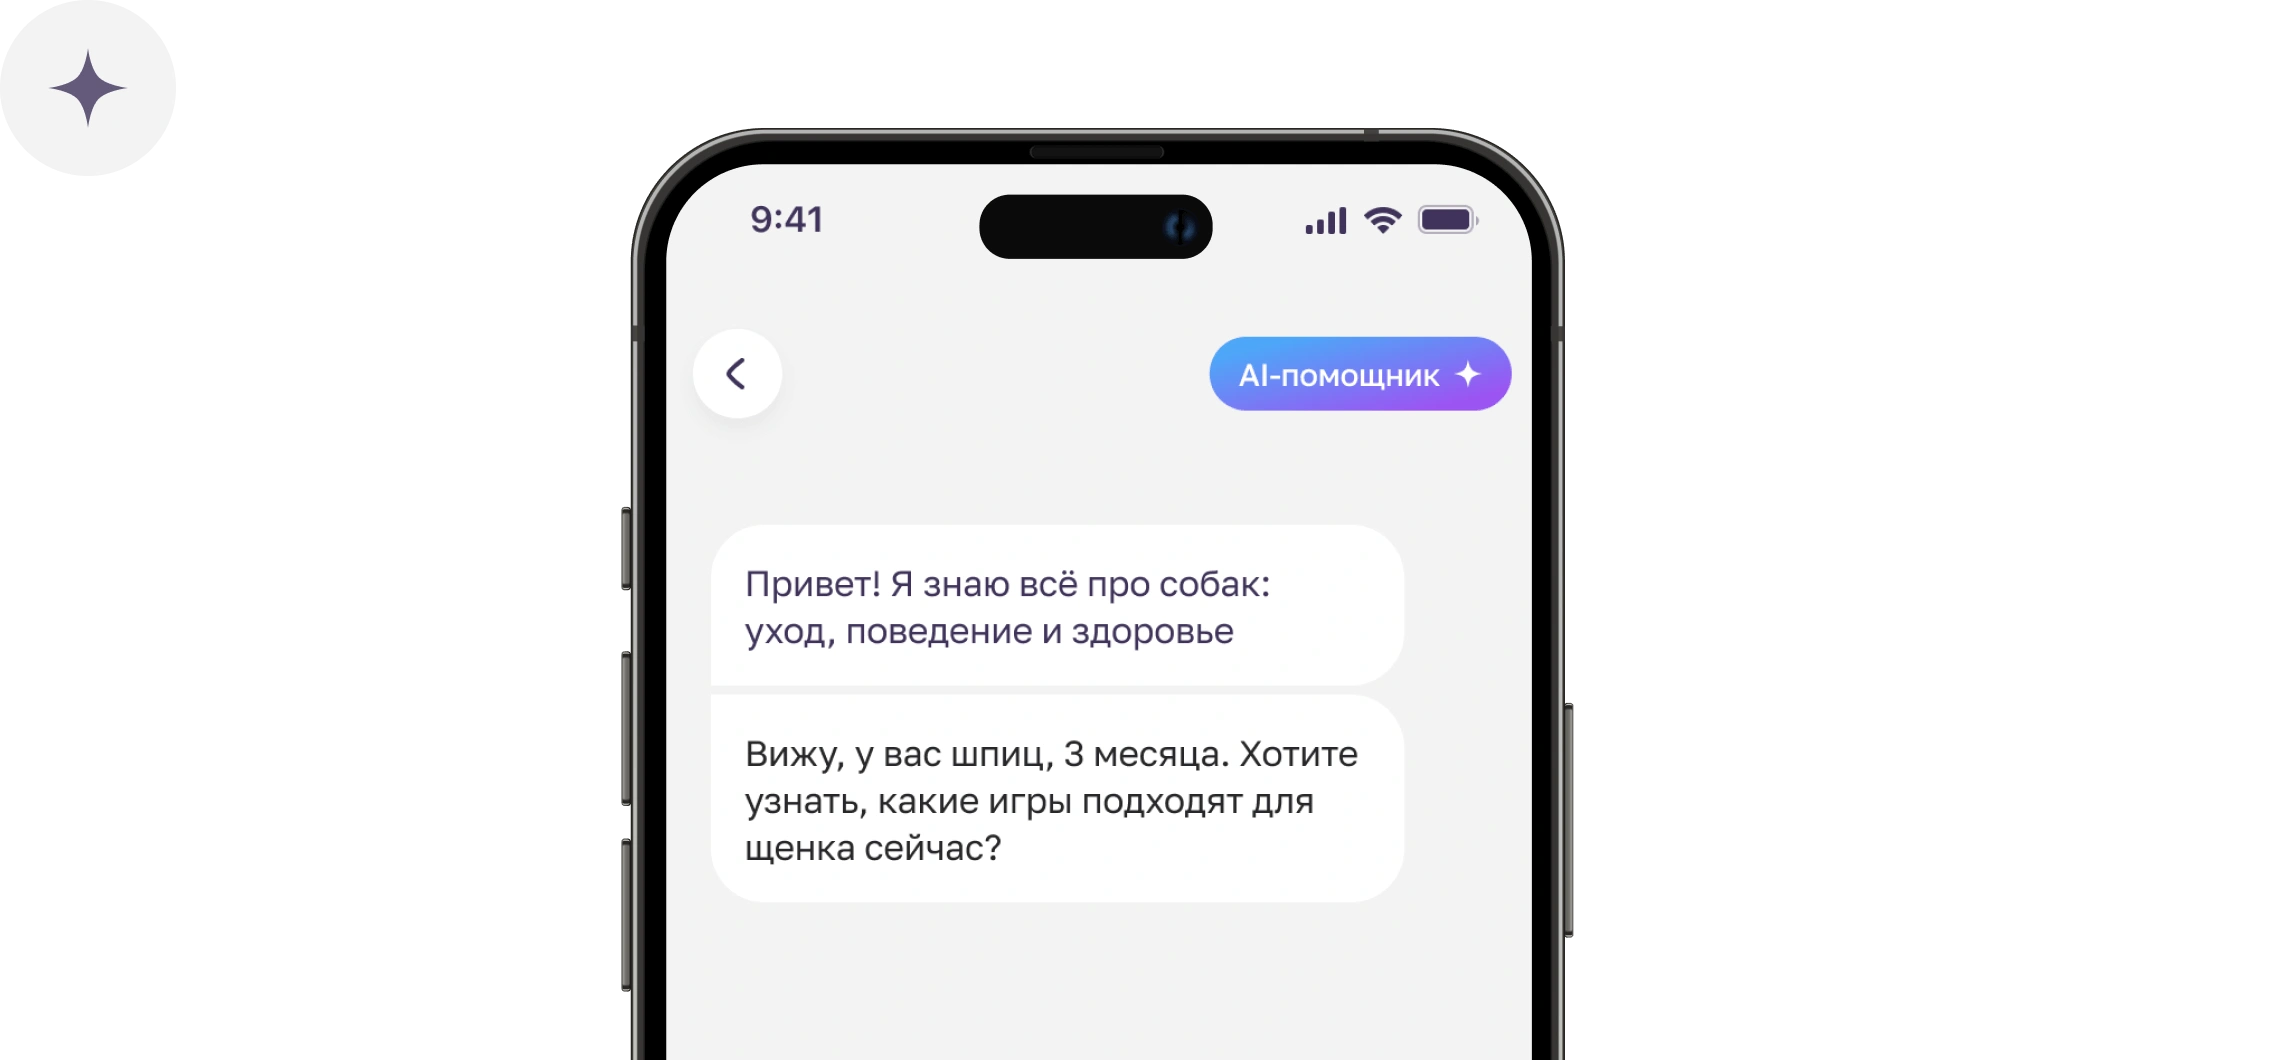 9:41
AI-помощник
Привет! Я знаю всё про собак:
уход, поведение и здоровье
Вижу, у вас шпиц, 3 месяца. Хотите
узнать, какие игры подходят для
щенка сейчас?